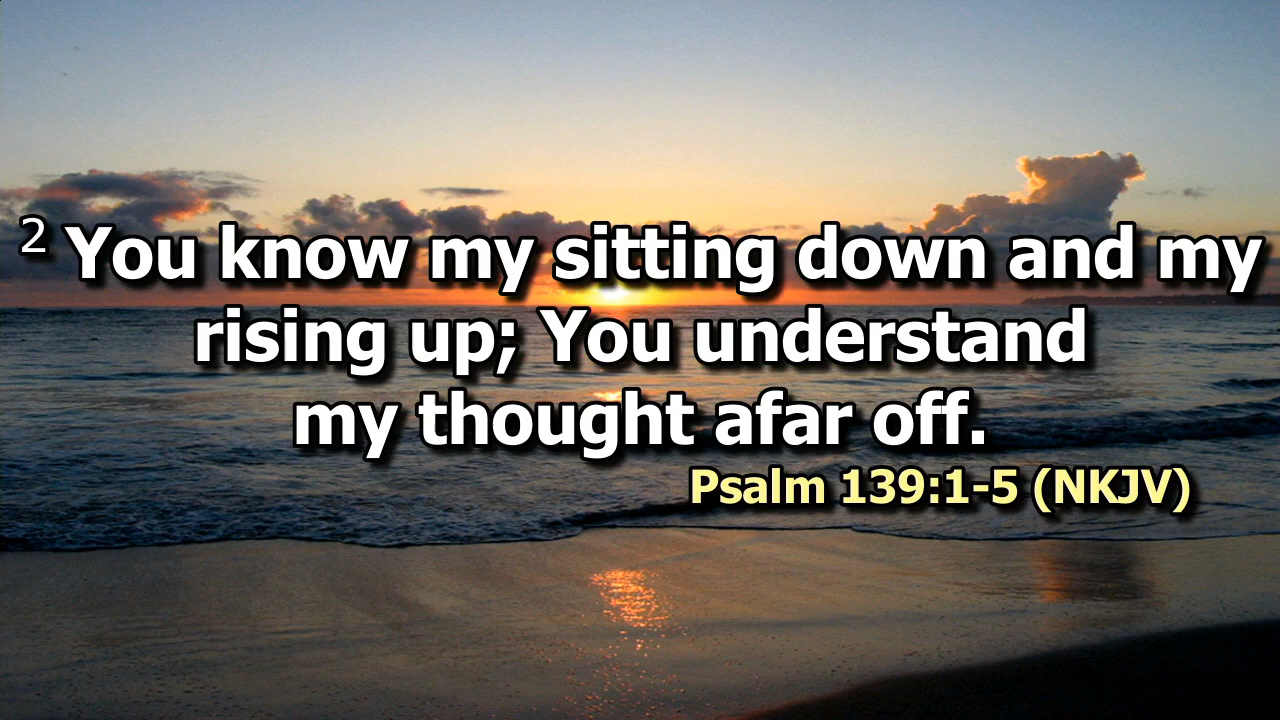 2 You know my sitting down and my
rising up; You understand
my thought afar off.
Psalm 139:1-5 (NKJV)